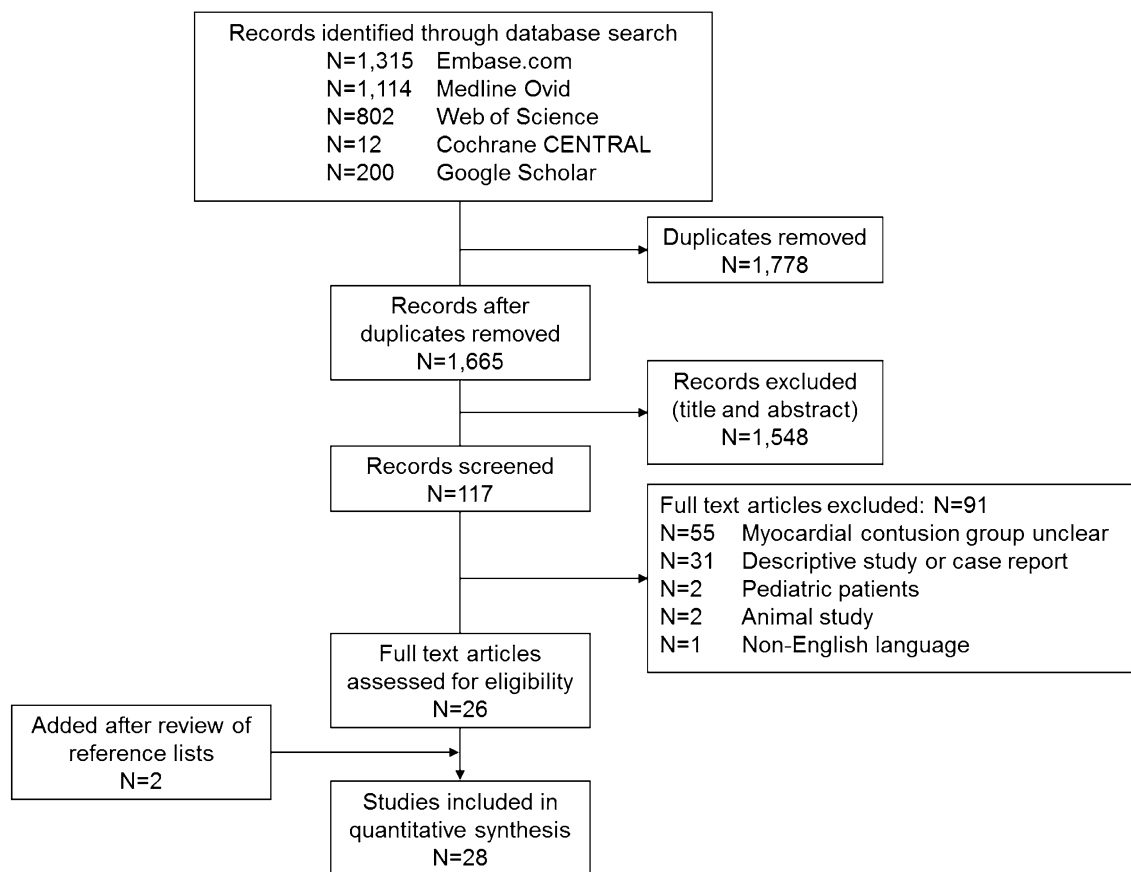 Records identified through database search
N=1,315 Embase.com
N=1,114 Medline Ovid
N=802 Web of Science
N=12 Cochrane CENTRAL
N=200 Google Scholar
Duplicates removed
N=1,778
Records after
duplicates removed
N=1,665
Records excluded
(title and abstract)
N=1,548
Records screened
N=117
Full text articles excluded: N=91
N=55 Myocardial contusion group unclear
N=31 Descriptive study or case report
N=2 Pediatric patients
N=2 Animal study
N=1 Non-English language
Full text articles
assessed for eligibility
N=26
Added after review of
reference lists
N=2
Studies included in
quantitative synthesis
N=28